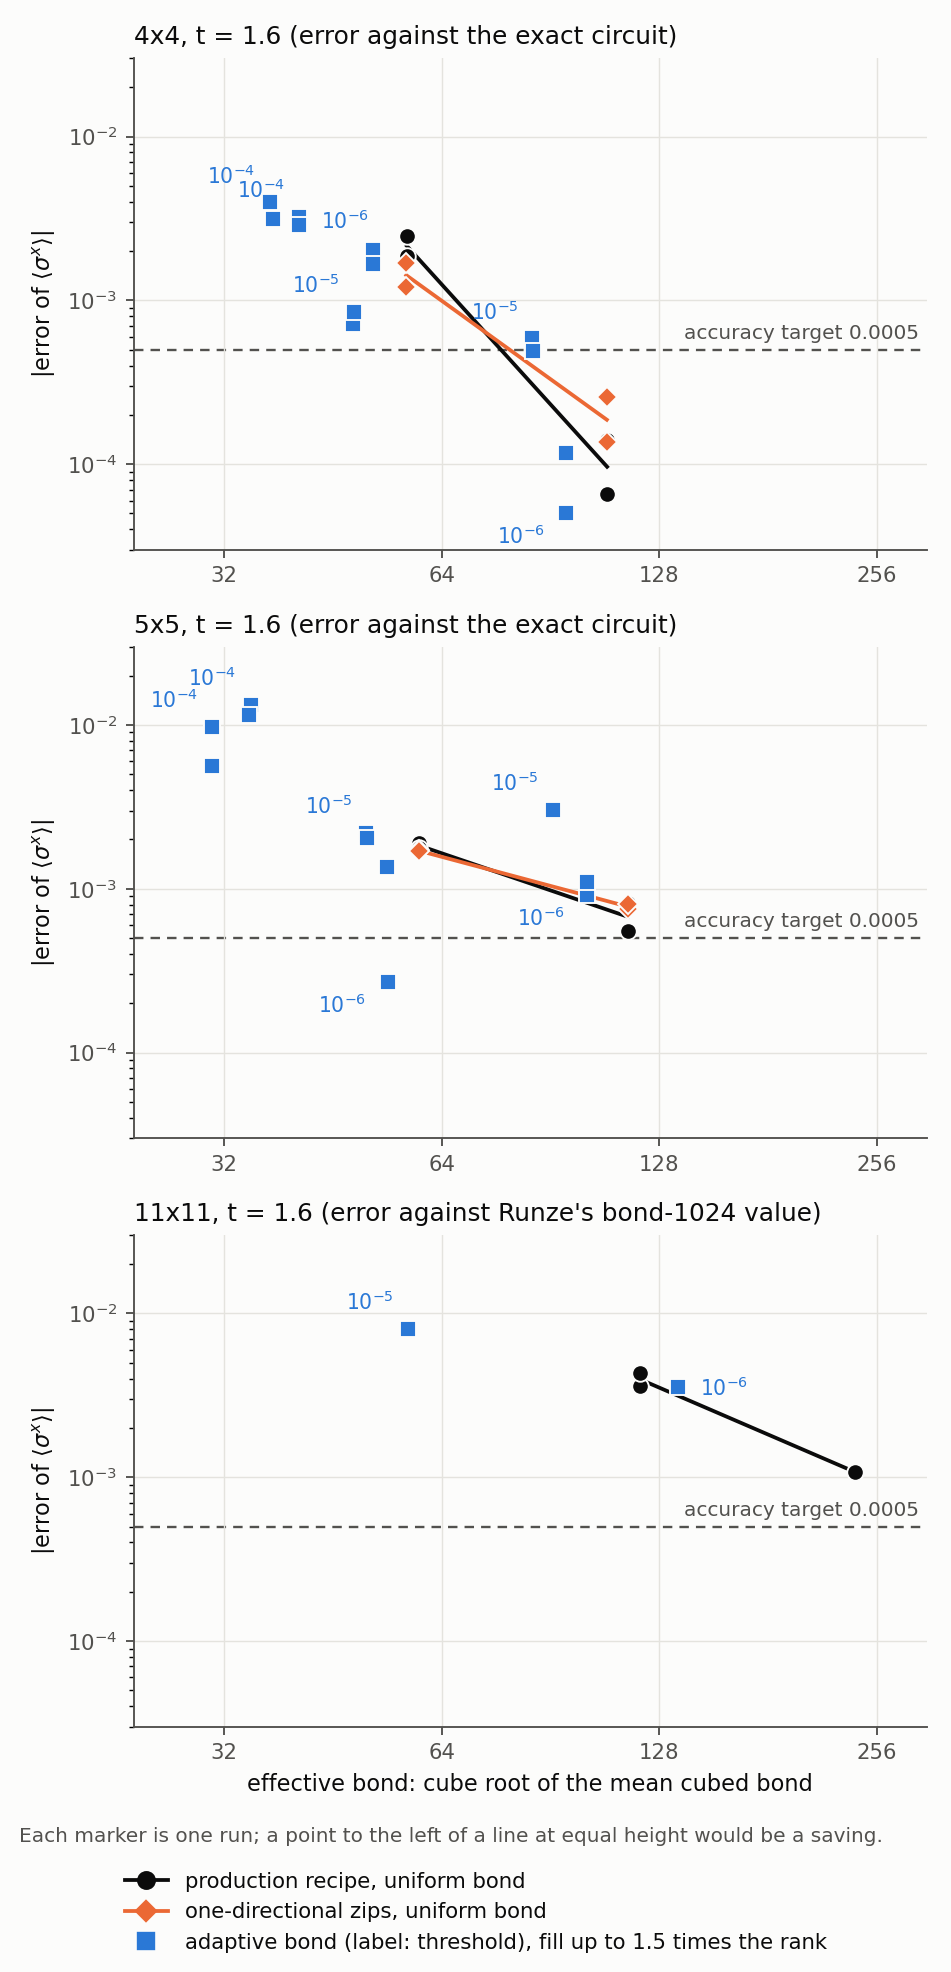 4x4, t = 1.6 (error against the exact circuit)
10⁻²
10⁻³
10⁻⁴
|error of ⟨σˣ⟩|
10⁻⁴
10⁻⁴
10⁻⁶
10⁻⁵
10⁻⁵
accuracy target 0.0005
10⁻⁶
32 64 128 256
5x5, t = 1.6 (error against the exact circuit)
10⁻²
10⁻³
10⁻⁴
|error of ⟨σˣ⟩|
10⁻⁴
10⁻⁴
10⁻⁵
10⁻⁵
10⁻⁶
accuracy target 0.0005
10⁻⁶
32 64 128 256
11x11, t = 1.6 (error against Runze's bond-1024 value)
10⁻²
10⁻³
10⁻⁴
|error of ⟨σˣ⟩|
10⁻⁵
10⁻⁶
accuracy target 0.0005
32 64 128 256
effective bond: cube root of the mean cubed bond
Each marker is one run; a point to the left of a line at equal height would be a saving.
production recipe, uniform bond
one-directional zips, uniform bond
adaptive bond (label: threshold), fill up to 1.5 times the rank